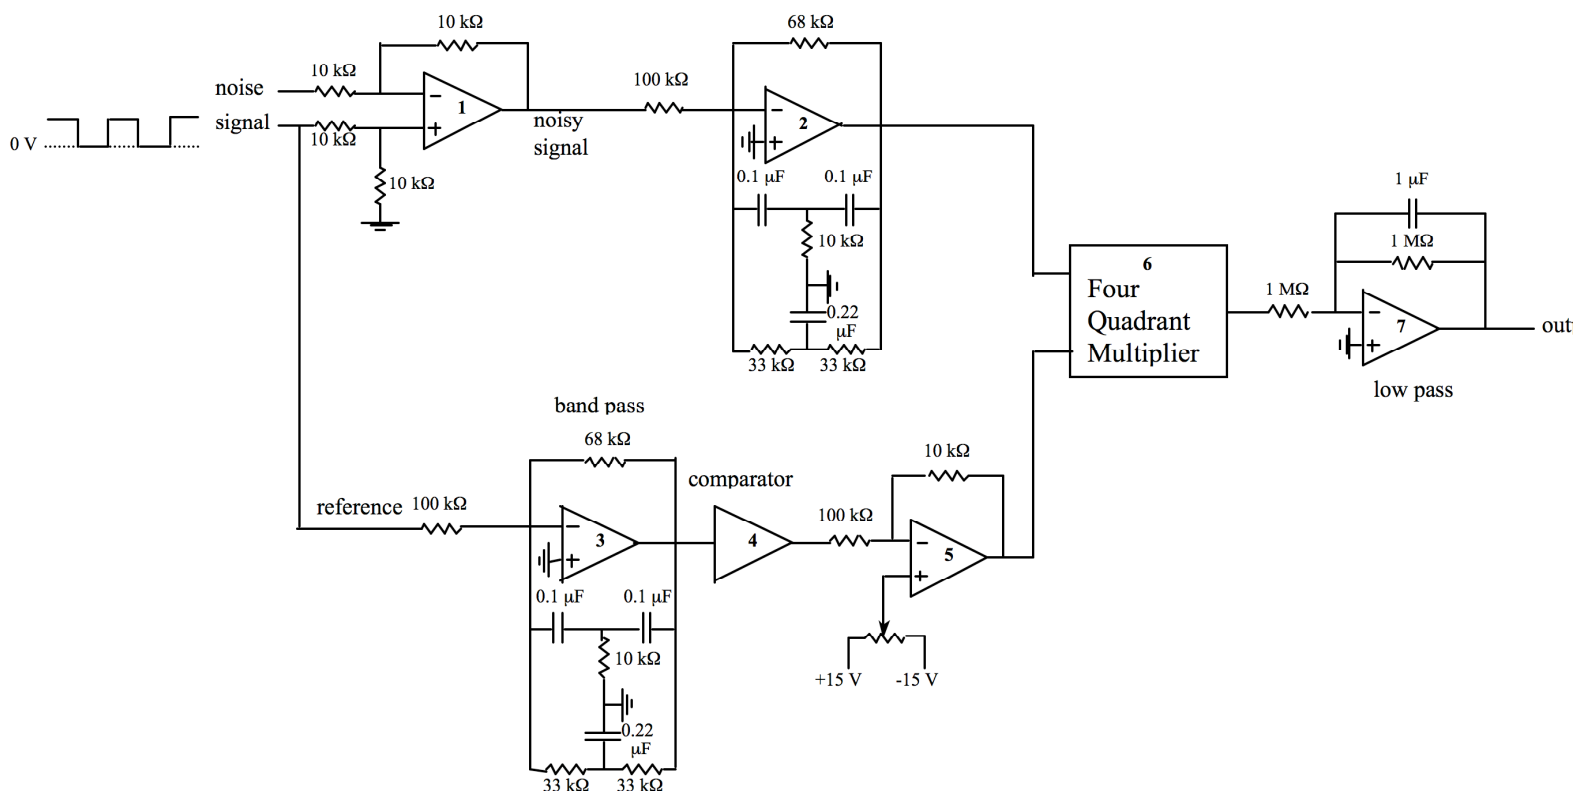 10 kΩ
68 kΩ
10 kΩ
noise
100 kΩ
1
2
signal
10 kΩ
0 V
noisy
signal
10 kΩ
0.1 μF
0.1 μF
10 kΩ
0.22
μF
33 kΩ
33 kΩ
6
Four
Quadrant
Multiplier
1 μF
1 MΩ
1 MΩ
7
out
low pass
band pass
68 kΩ
comparator
10 kΩ
reference
100 kΩ
100 kΩ
3
4
5
0.1 μF
0.1 μF
10 kΩ
+15 V
-15 V
0.22
μF
33 kΩ
33 kΩ